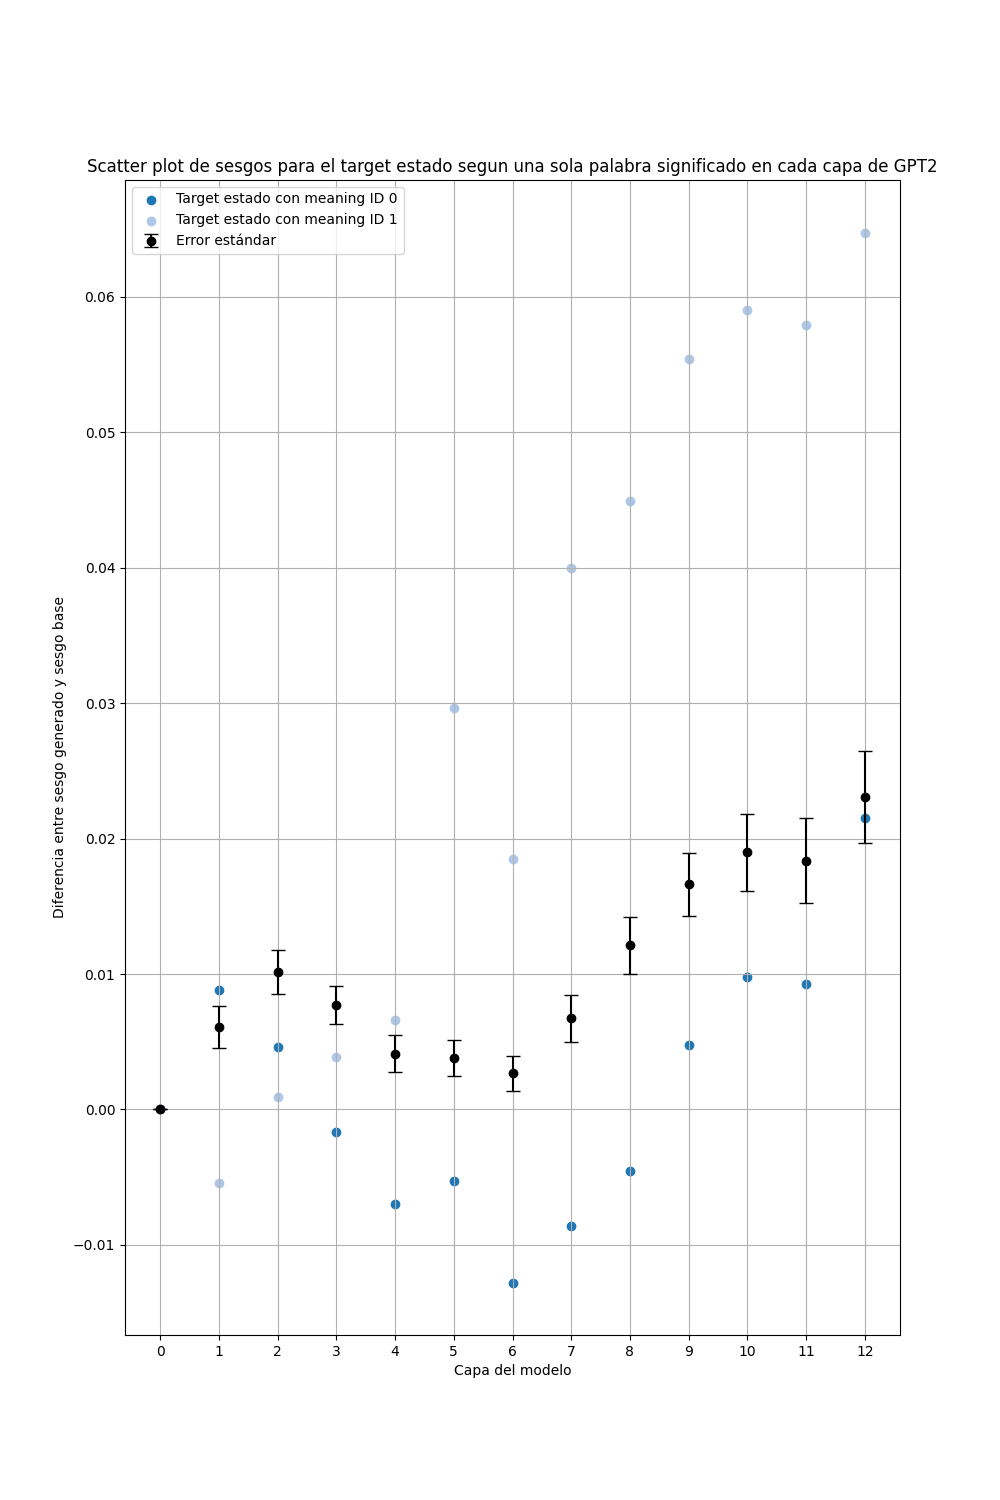 Scatter plot de sesgos para el target estado segun una sola palabra significado en cada capa de GPT2
Target estado con meaning ID 0
Target estado con meaning ID 1
Error estándar
0.06
0.05
0.04
0.03
0.02
0.01
0.00
−0.01
Diferencia entre sesgo generado y sesgo base
0 1 2 3 4 5 6 7 8 9 10 11 12
Capa del modelo